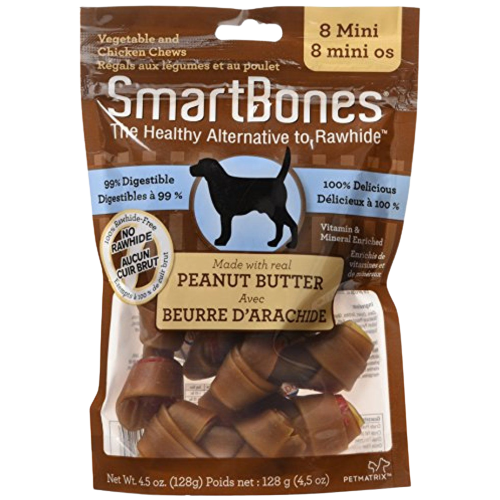 Vegetable and
Chicken Chews
Régals aux légumes et au poulet
8 Mini
8 mini os
SmartBones
The Healthy Alternative to Rawhide™
99% Digestible
Digestibles à 99 %
100% Delicious
Délicieux à 100 %
100% Rawhide-Free
NO
RAWHIDE
AUCUN
CUIR BRUT
Vitamin &
Mineral Enriched
Enrichie de
vitamines et
de minéraux
Made with real
PEANUT BUTTER
Avec
BEURRE D'ARACHIDE
Net Wt. 4.5 oz. (128g) Poids net : 128 g (4,5 oz)
PETMATRIX™